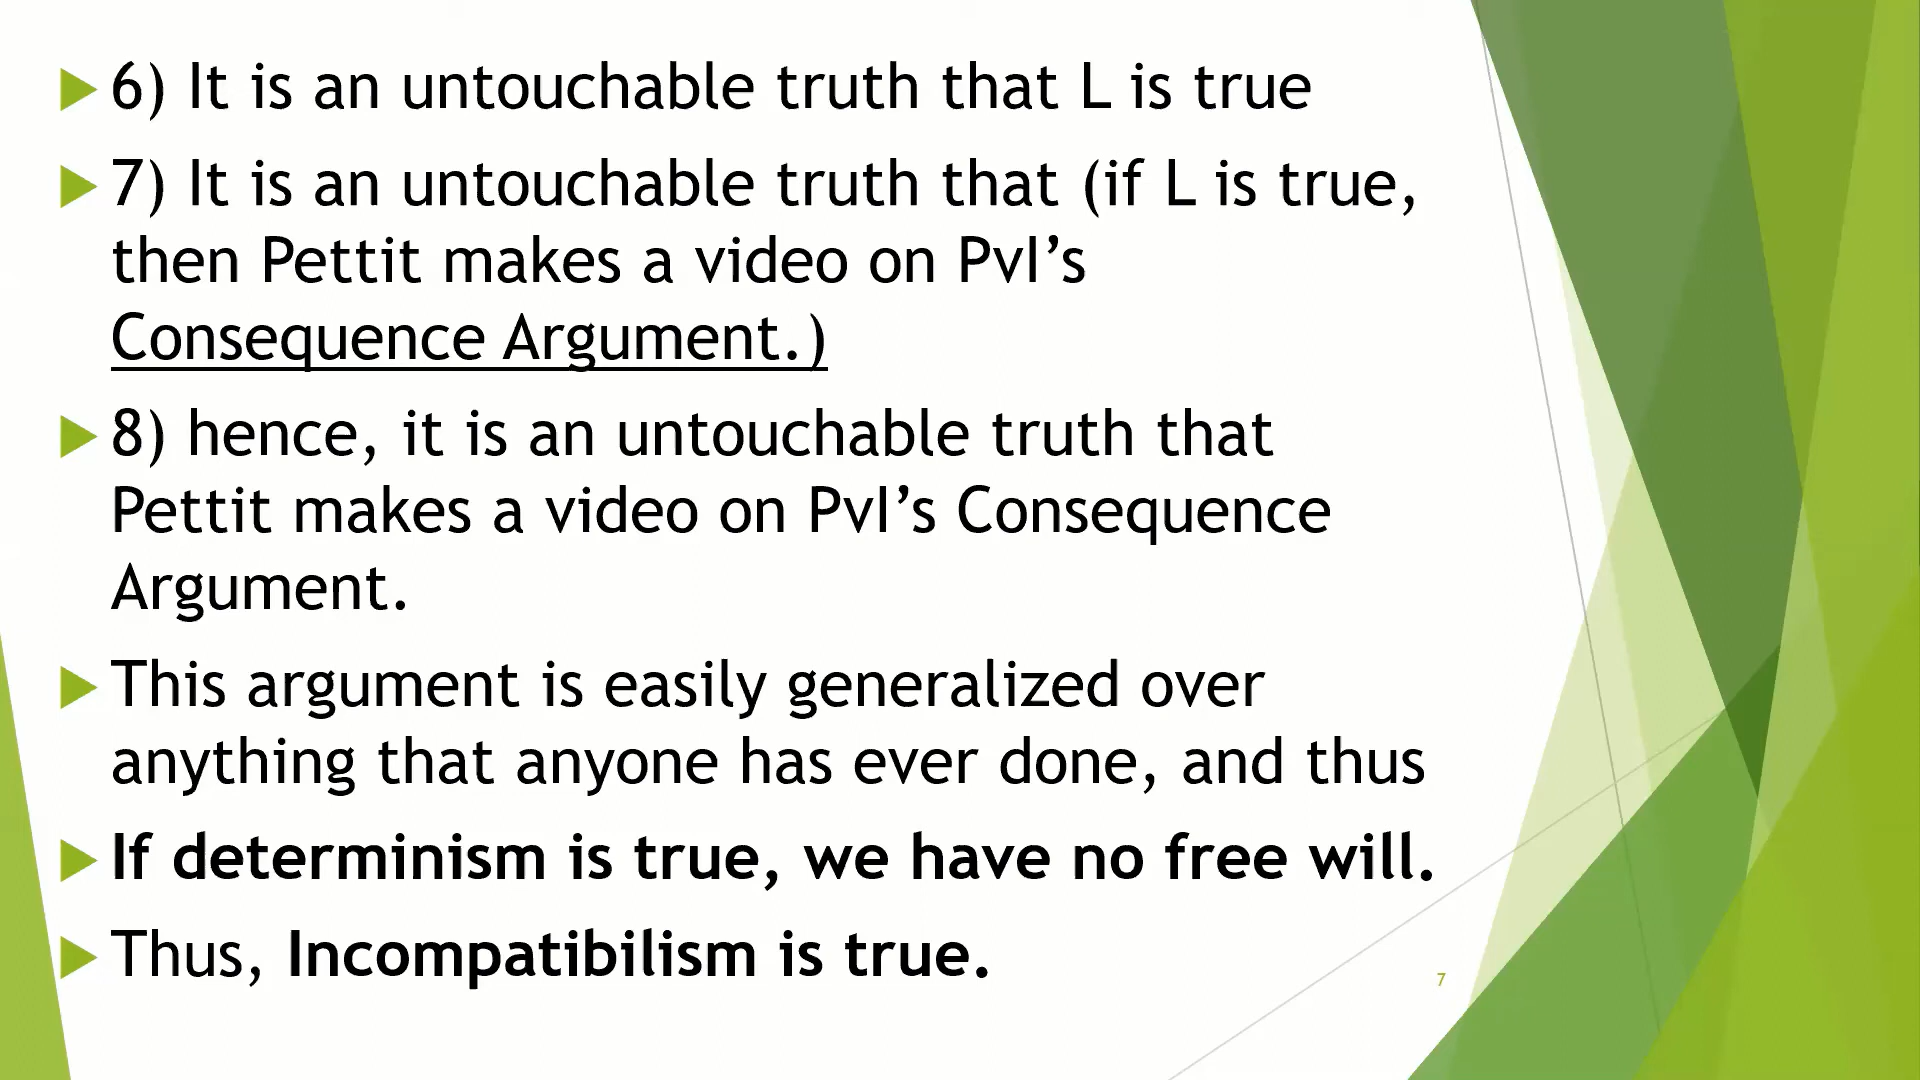 6) It is an untouchable truth that L is true
7) It is an untouchable truth that (if L is true,
then Pettit makes a video on PvI’s
Consequence Argument.)
8) hence, it is an untouchable truth that
Pettit makes a video on PvI’s Consequence
Argument.
This argument is easily generalized over
anything that anyone has ever done, and thus
If determinism is true, we have no free will.
Thus, Incompatibilism is true.
7